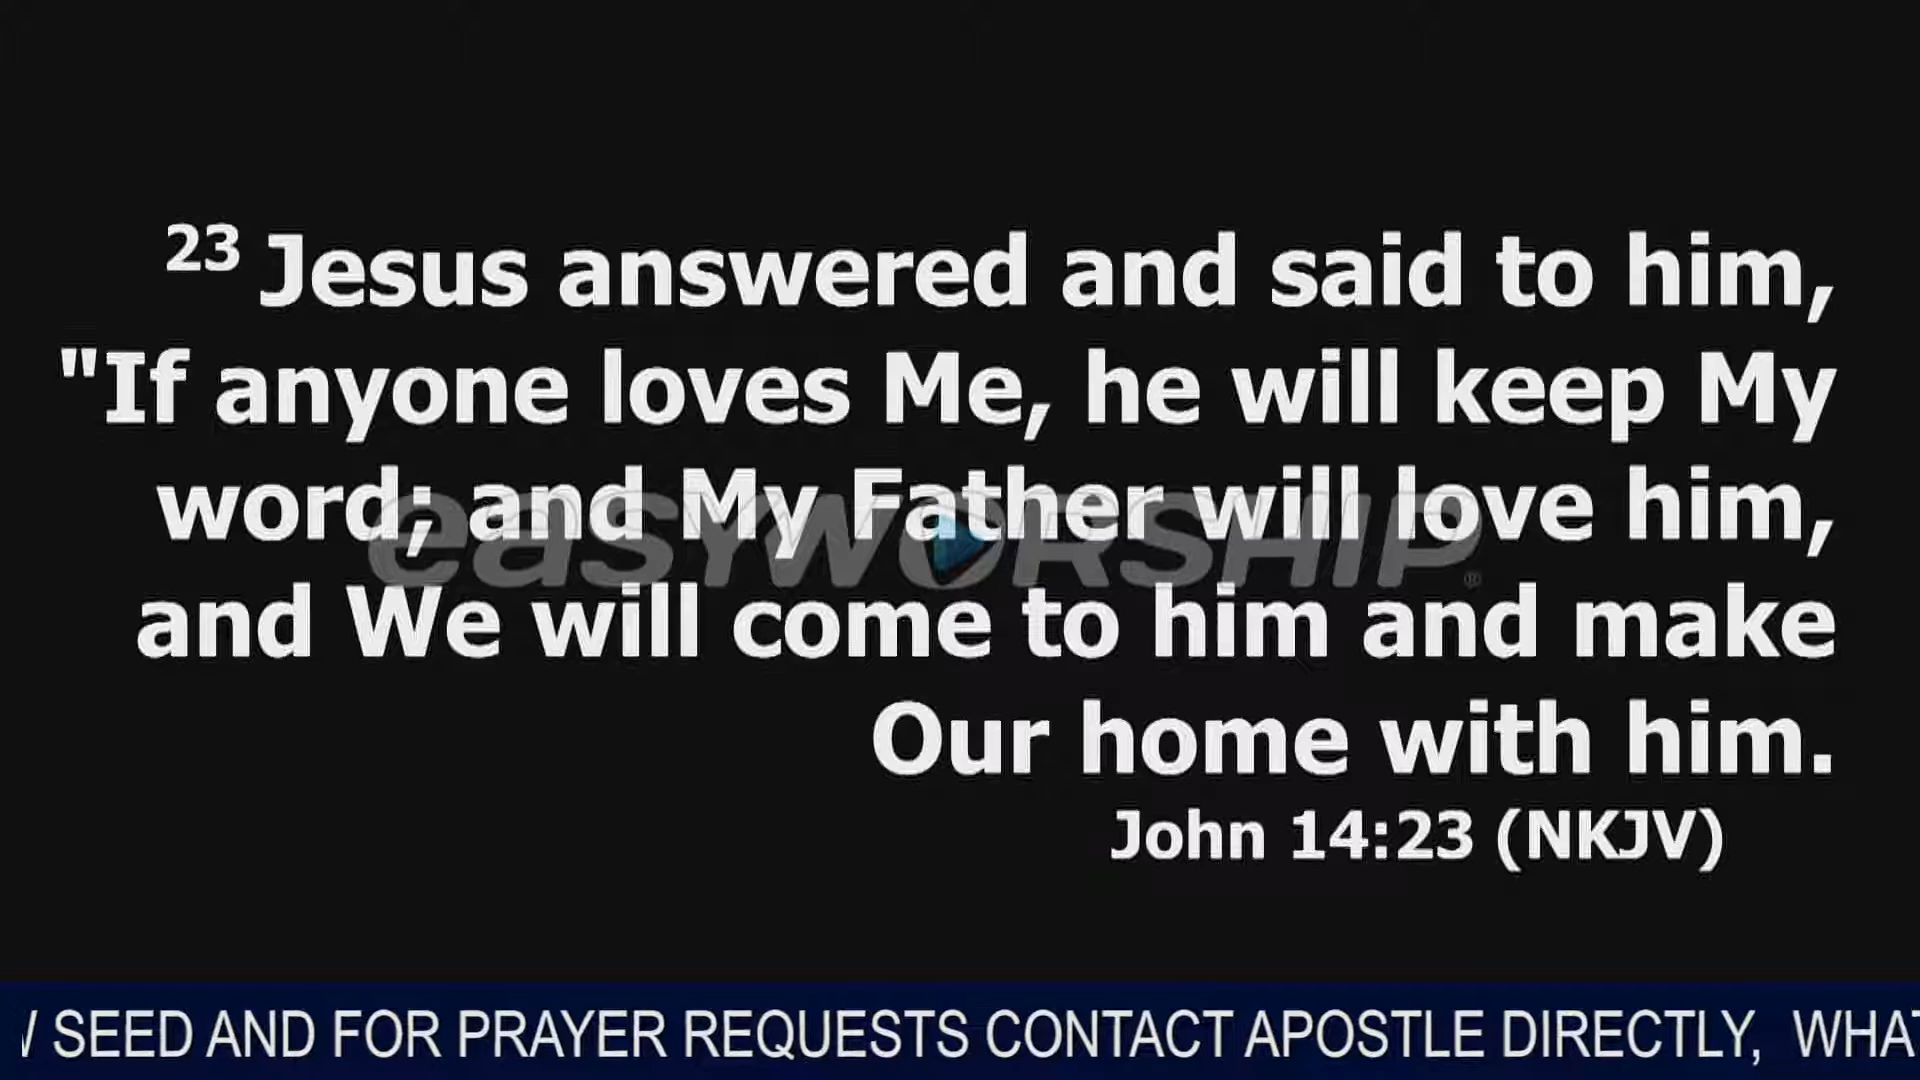 23 Jesus answered and said to him,
"If anyone loves Me, he will keep My
word; and My Father will love him,
easyworship®
and We will come to him and make
Our home with him.
John 14:23 (NKJV)
SEED AND FOR PRAYER REQUESTS CONTACT APOSTLE DIRECTLY,